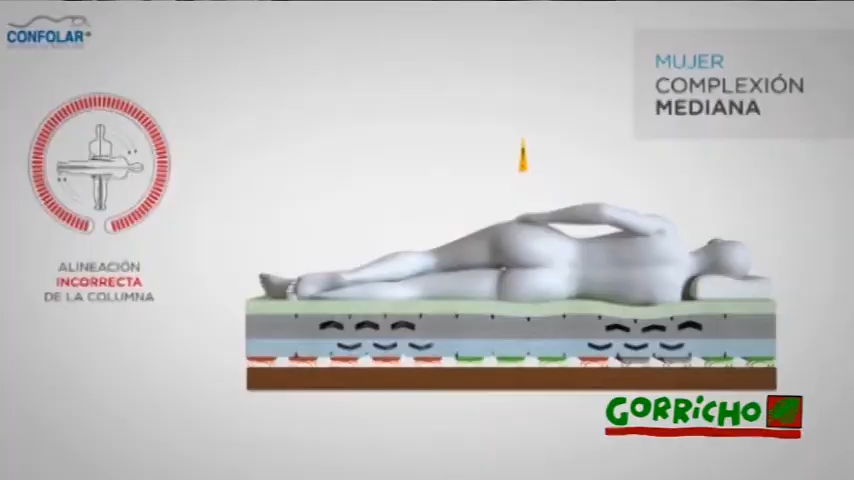 CONFOLAR
MUJER
COMPLEXIÓN
MEDIANA
ALINEACIÓN
INCORRECTA
DE LA COLUMNA
GORRICHO